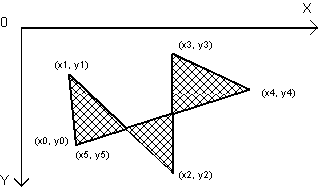 X
0
(x3, y3)
(x1, y1)
(x4, y4)
(x0, y0)
(x5, y5)
(x2, y2)
Y